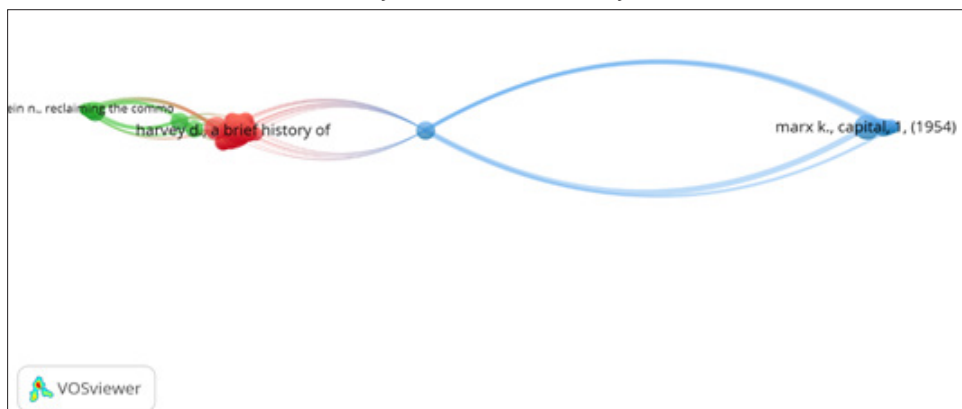 ein n., reclaiming the commo
harvey d., a brief history of
marx k., capital, 1, (1954)
VOSviewer